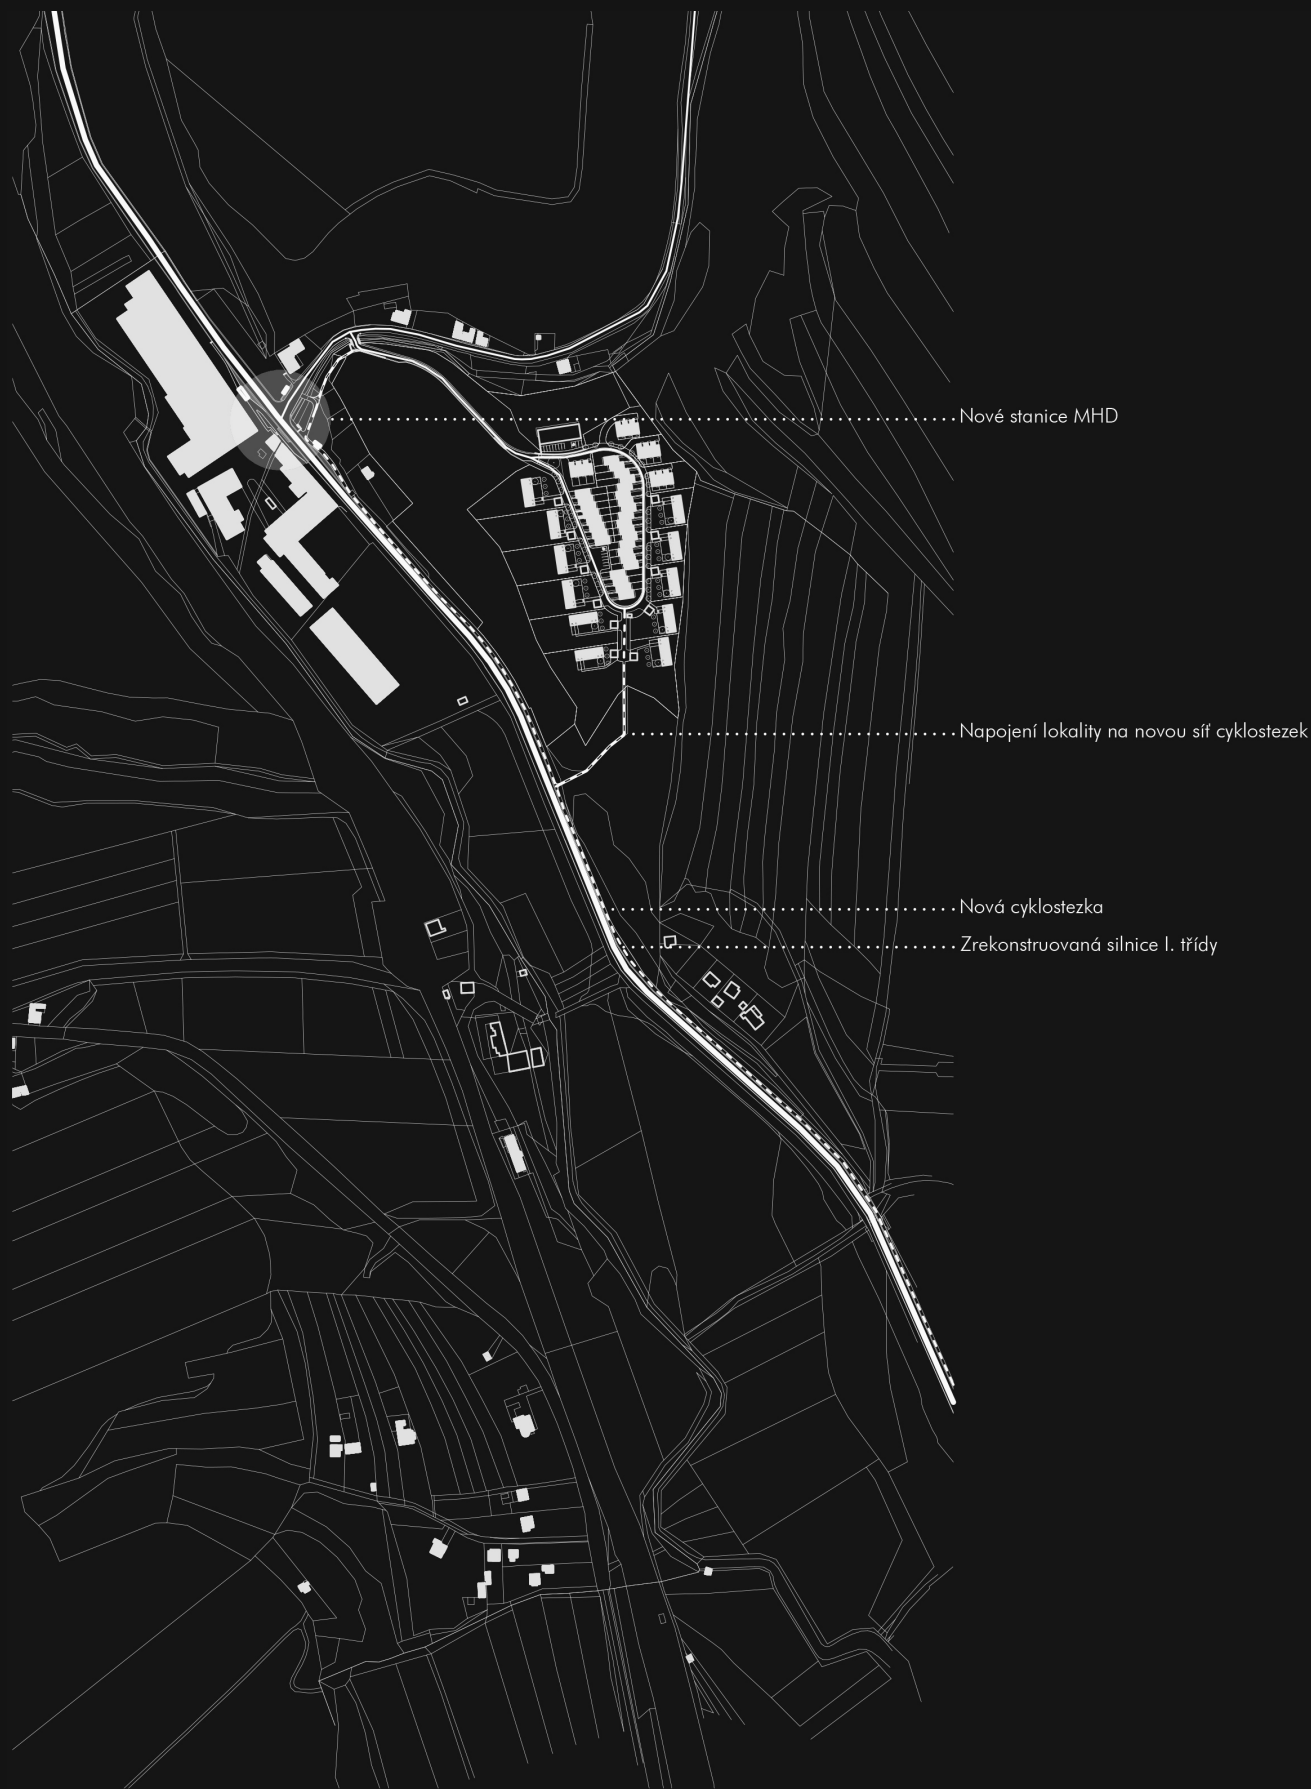 Nové stanice MHD
Napojení lokality na novou síť cyklostezek
Nová cyklostezka
Zrekonstruovaná silnice I. třídy